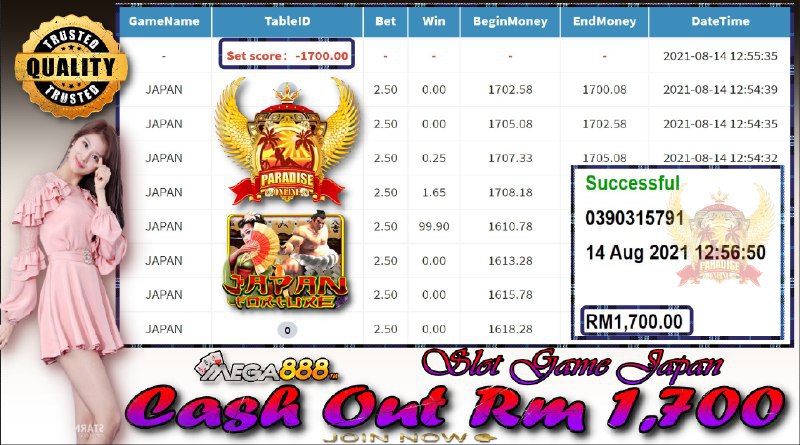 GameName TableID Bet Win BeginMoney EndMoney DateTime
- Set score： -1700.00 - - - - 2021-08-14 12:55:35
JAPAN 2.50 0.00 1702.58 1700.08 2021-08-14 12:54:39
JAPAN 2.50 0.00 1705.08 1702.58 2021-08-14 12:54:35
JAPAN 2.50 0.25 1707.33 1705.08 2021-08-14 12:54:32
JAPAN 2.50 1.65 1708.18
JAPAN 2.50 99.90 1610.78
JAPAN 2.50 0.00 1613.28
JAPAN 2.50 0.00 1615.78
JAPAN 0 2.50 0.00 1618.28
TRUSTED
QUALITY
TRUSTED
PARADISE
ONLINE
JAPAN
FORTUNE
Successful
0390315791
14 Aug 2021 12:56:50
PARADISE
RM1,700.00
MEGA888
Slot Game Japan
Cash Out Rm 1,700
JOIN NOW